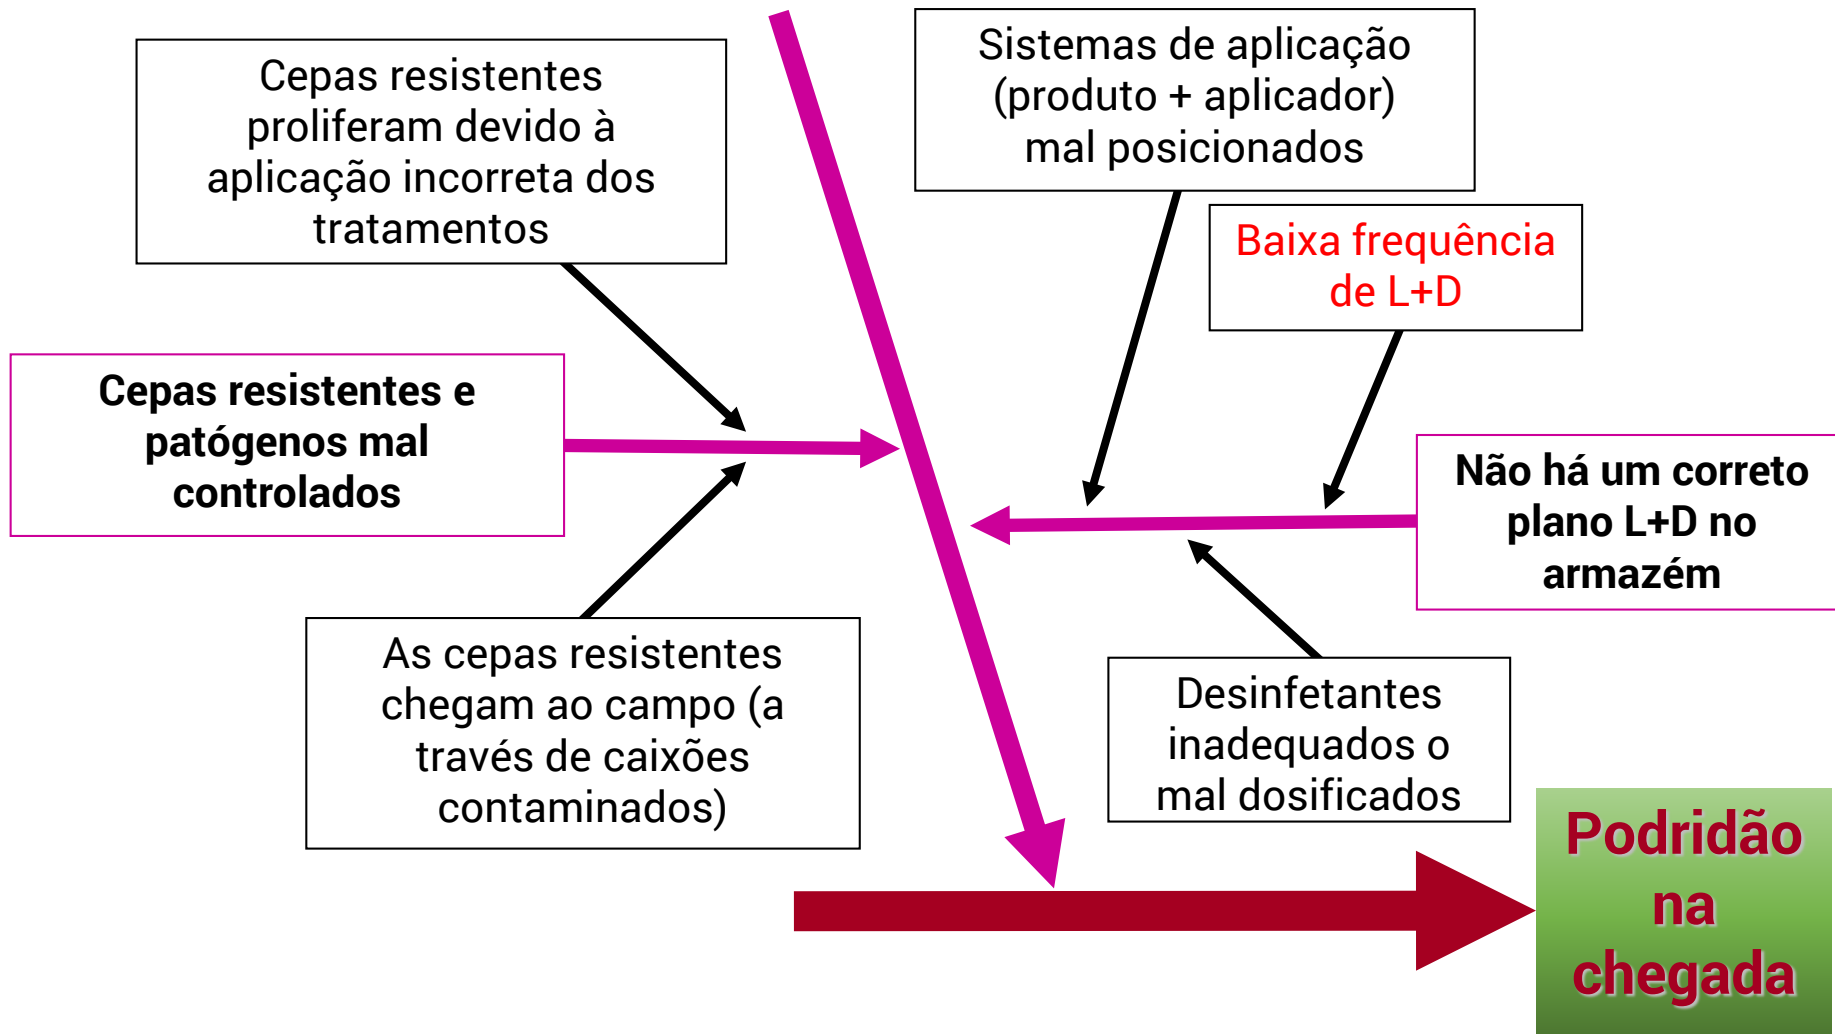 Cepas resistentes
proliferam devido à
aplicação incorreta dos
tratamentos
Sistemas de aplicação
(produto + aplicador)
mal posicionados
Baixa frequência
de L+D
Cepas resistentes e
patógenos mal
controlados
Não há um correto
plano L+D no
armazém
As cepas resistentes
chegam ao campo (a
través de caixões
contaminados)
Desinfetantes
inadequados o
mal dosificados
Podridão
na
chegada